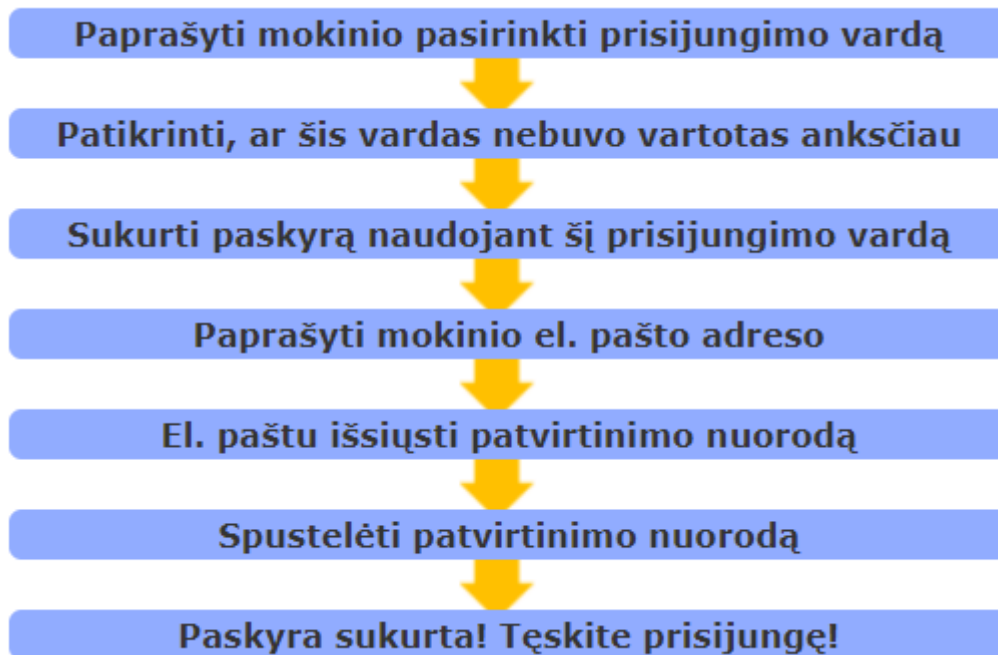 Paprašyti mokinio pasirinkti prisijungimo vardą
Patikrinti, ar šis vardas nebuvo vartotas anksčiau
Sukurti paskyrą naudojant šį prisijungimo vardą
Paprašyti mokinio el. pašto adreso
El. paštu išsiųsti patvirtinimo nuorodą
Spustelėti patvirtinimo nuorodą
Paskyra sukurta! Tęskite prisijungę!